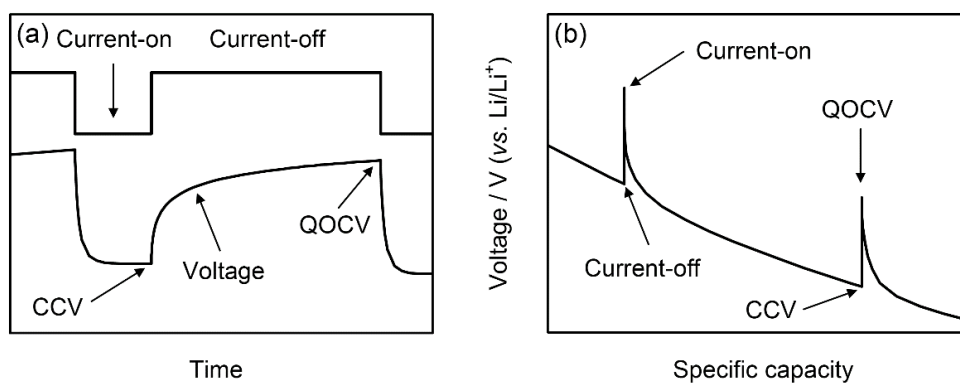 (a)
Current-on
Current-off
QOCV
Voltage
CCV
Time
(b)
Current-on
QOCV
Voltage / V (vs. Li/Li⁺)
Current-off
CCV
Specific capacity